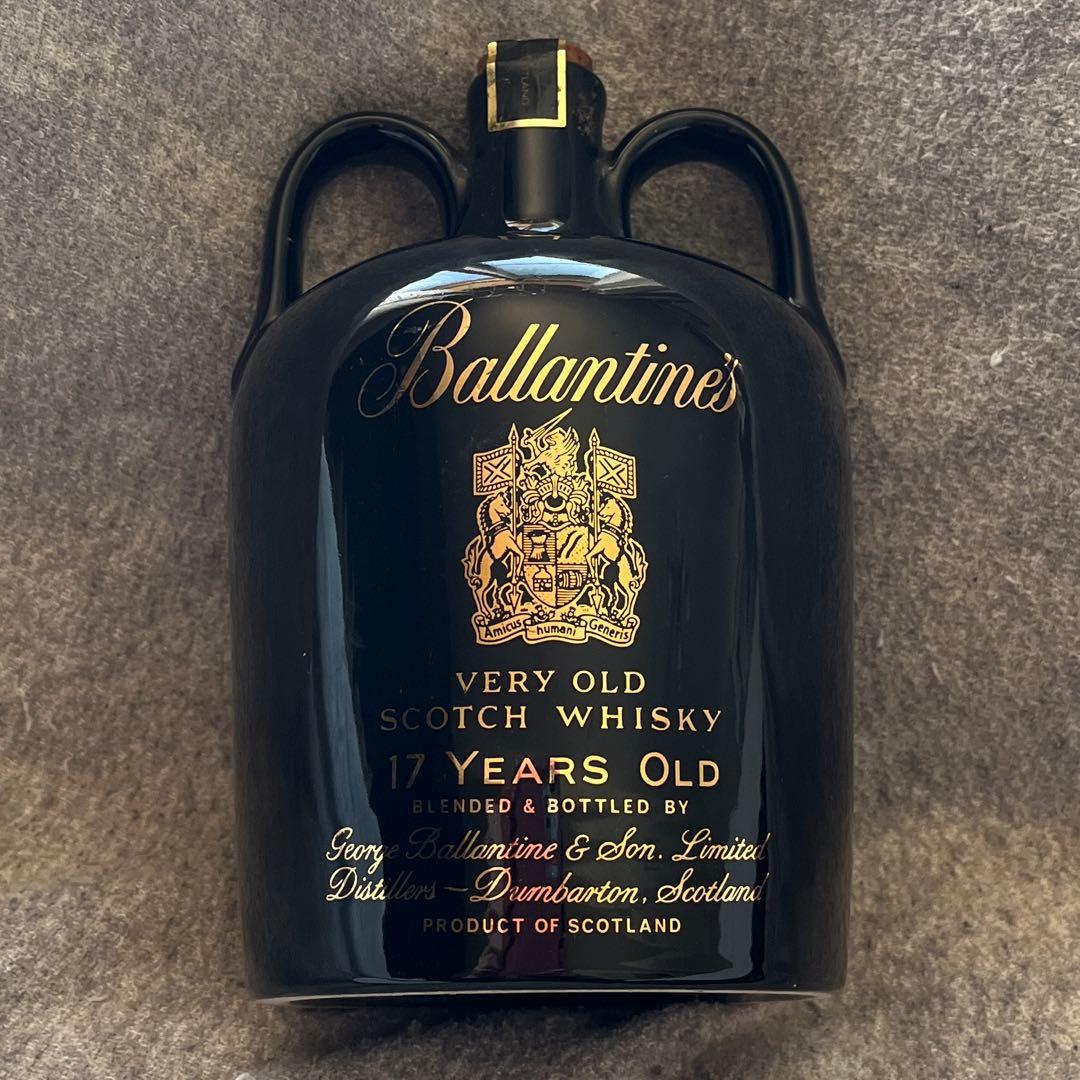 TLAND
Ballantine's
Amicus humani Generis
VERY OLD
SCOTCH WHISKY
17 YEARS OLD
BLENDED & BOTTLED BY
George Ballantine & Son. Limited
Distillers — Dumbarton, Scotland
PRODUCT OF SCOTLAND